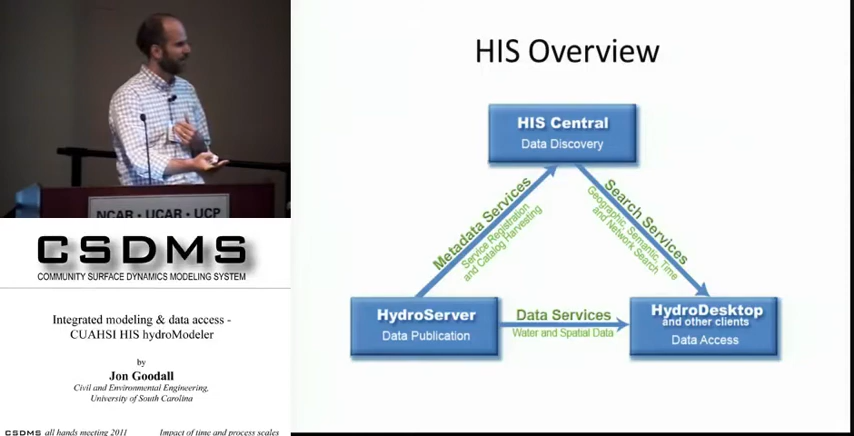 HIS Overview
HIS Central
Data Discovery
Metadata Services
Service Registration
and Catalog Harvesting
Search Services
Geographic, Semantic, Time
and Network Search
HydroServer
Data Publication
Data Services
Water and Spatial Data
HydroDesktop
and other clients
Data Access
NCAR · UCAR · UCP
CSDMS
COMMUNITY SURFACE DYNAMICS MODELING SYSTEM
Integrated modeling & data access -
CUAHSI HIS hydroModeler
by
Jon Goodall
Civil and Environmental Engineering,
University of South Carolina
CSDMS all hands meeting 2011 Impact of time and process scales